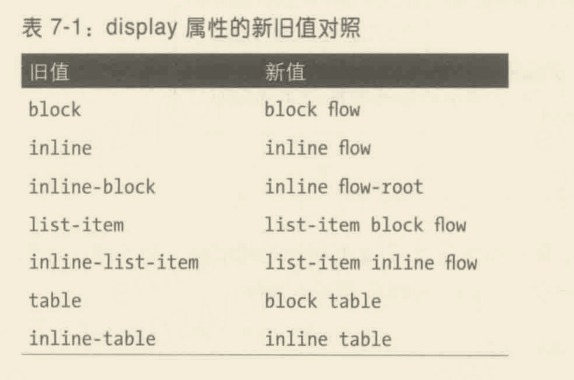 表 7-1：display 属性的新旧值对照
旧值 新值
block block flow
inline inline flow
inline-block inline flow-root
list-item list-item block flow
inline-list-item list-item inline flow
table block table
inline-table inline table